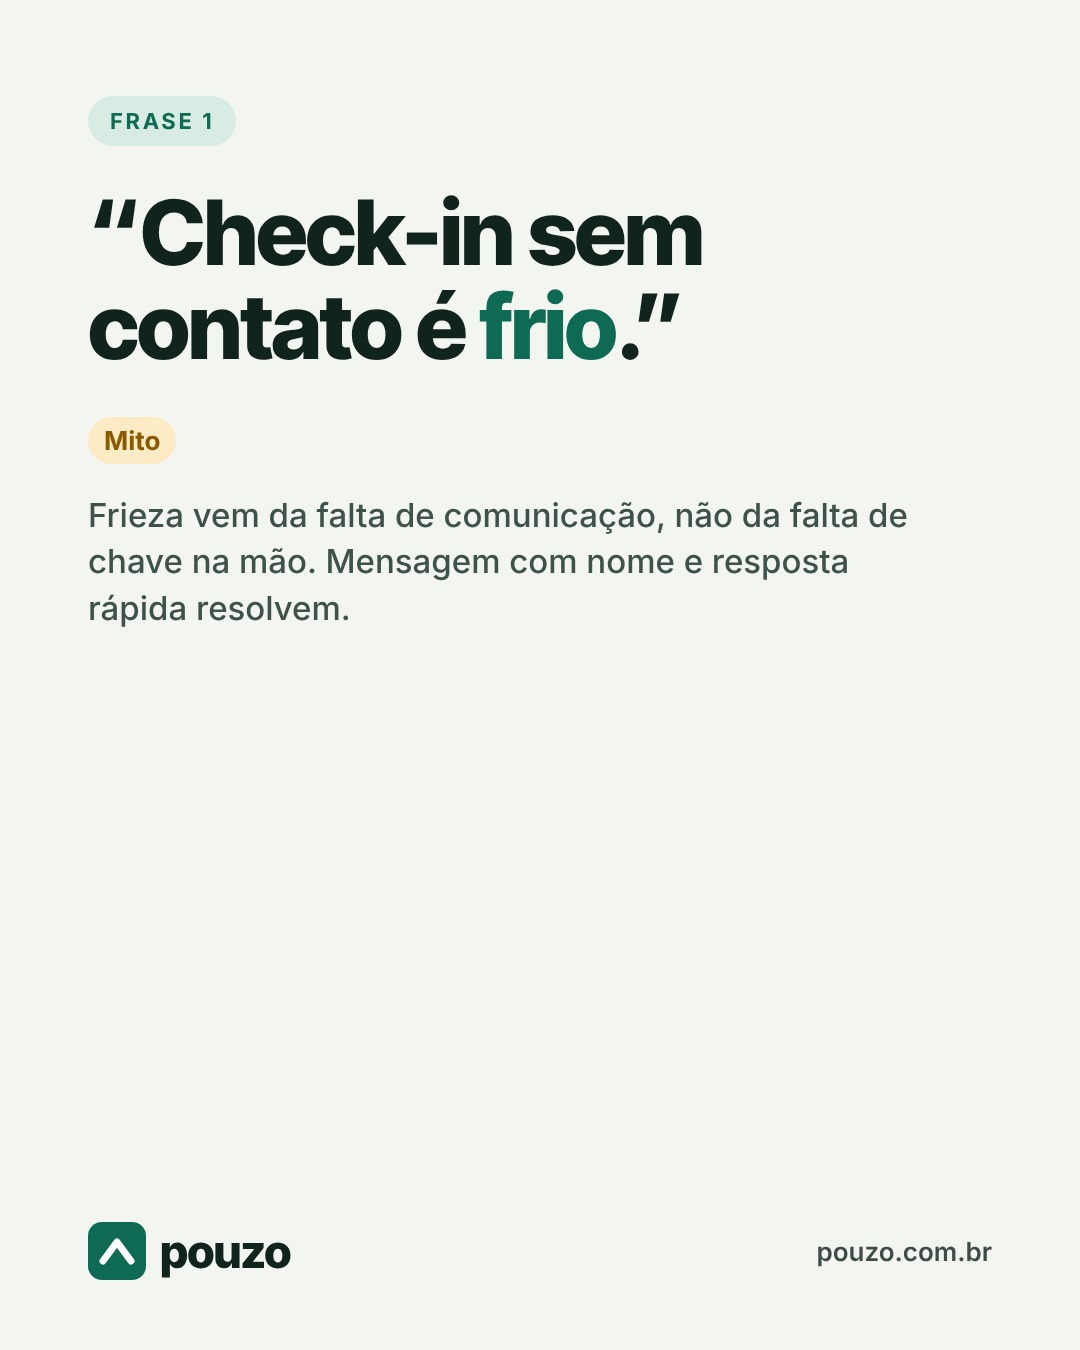 FRASE 1
“Check-in sem
contato é frio.”
Mito
Frieza vem da falta de comunicação, não da falta de
chave na mão. Mensagem com nome e resposta
rápida resolvem.
pouzo
pouzo.com.br